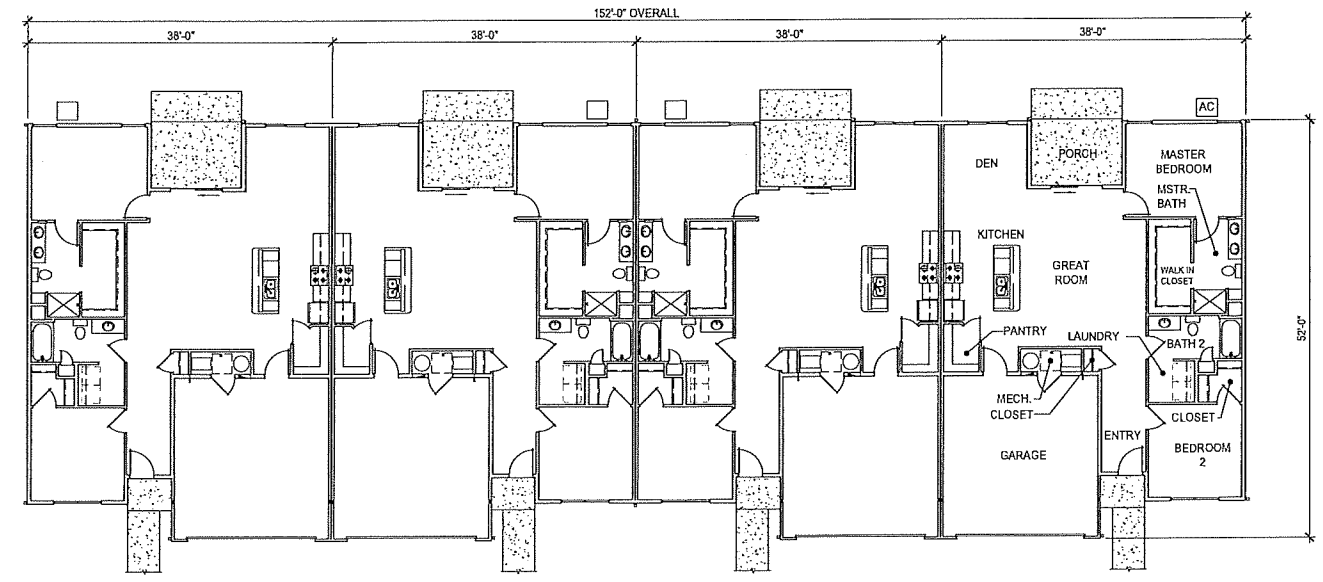 152'-0" OVERALL
38'-0"
38'-0"
38'-0"
38'-0"
AC
DEN
PORCH
MASTER
BEDROOM
MSTR.
BATH
KITCHEN
GREAT
ROOM
WALK IN
CLOSET
52'-0"
PANTRY
LAUNDRY
BATH 2
MECH.
CLOSET
CLOSET
ENTRY
GARAGE
BEDROOM
2